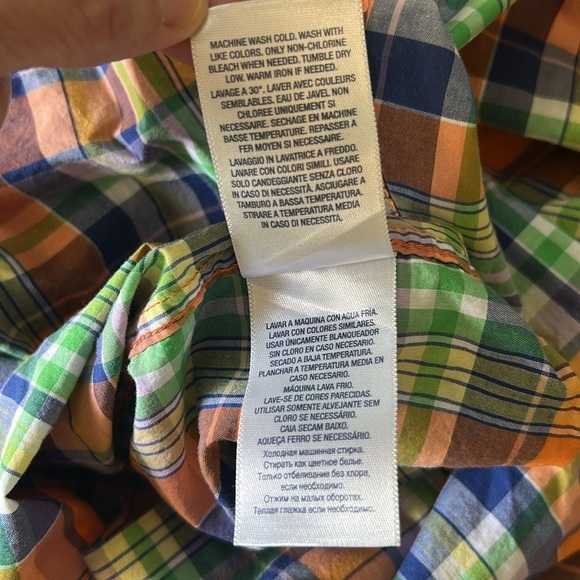 MACHINE WASH COLD. WASH WITH
LIKE COLORS. ONLY NON-CHLORINE
BLEACH WHEN NEEDED. TUMBLE DRY
LOW. WARM IRON IF NEEDED.
LAVAGE A 30°. LAVER AVEC COULEURS
SEMBLABLES. EAU DE JAVEL NON
CHLOREE UNIQUEMENT SI
NECESSAIRE. SECHAGE EN MACHINE
BASSE TEMPERATURE. REPASSER A
FER MOYEN SI NECESSAIRE.
LAVAGGIO IN LAVATRICE A FREDDO.
LAVARE CON COLORI SIMILI. USARE
SOLO CANDEGGIANTE SENZA CLORO
IN CASO DI NECESSITÀ. ASCIUGARE A
TAMBURO A BASSA TEMPERATURA.
STIRARE A TEMPERATURA MEDIA
IN CASO DI NECESSITA.
LAVAR A MAQUINA CON AGUA FRÍA.
LAVAR CON COLORES SIMILARES.
USAR ÚNICAMENTE BLANQUEADOR
SIN CLORO EN CASO NECESARIO.
SECADO A BAJA TEMPERATURA.
PLANCHAR A TEMPERATURA MEDIA EN
CASO NECESARIO.
MÁQUINA LAVA FRIO.
LAVE-SE DE CORES PARECIDAS.
UTILISAR SOMENTE ALVEJANTE SEM
CLORO SE NECESSÁRIO.
CAIA SECAM BAIXO.
AQUEÇA FERRO SE NECESSÁRIO.
Холодная машинная стирка.
Стирать как цветное белье.
Только отбеливание без хлора,
если необходимо.
Отжим на малых оборотах.
Теплая глажка если необходимо.